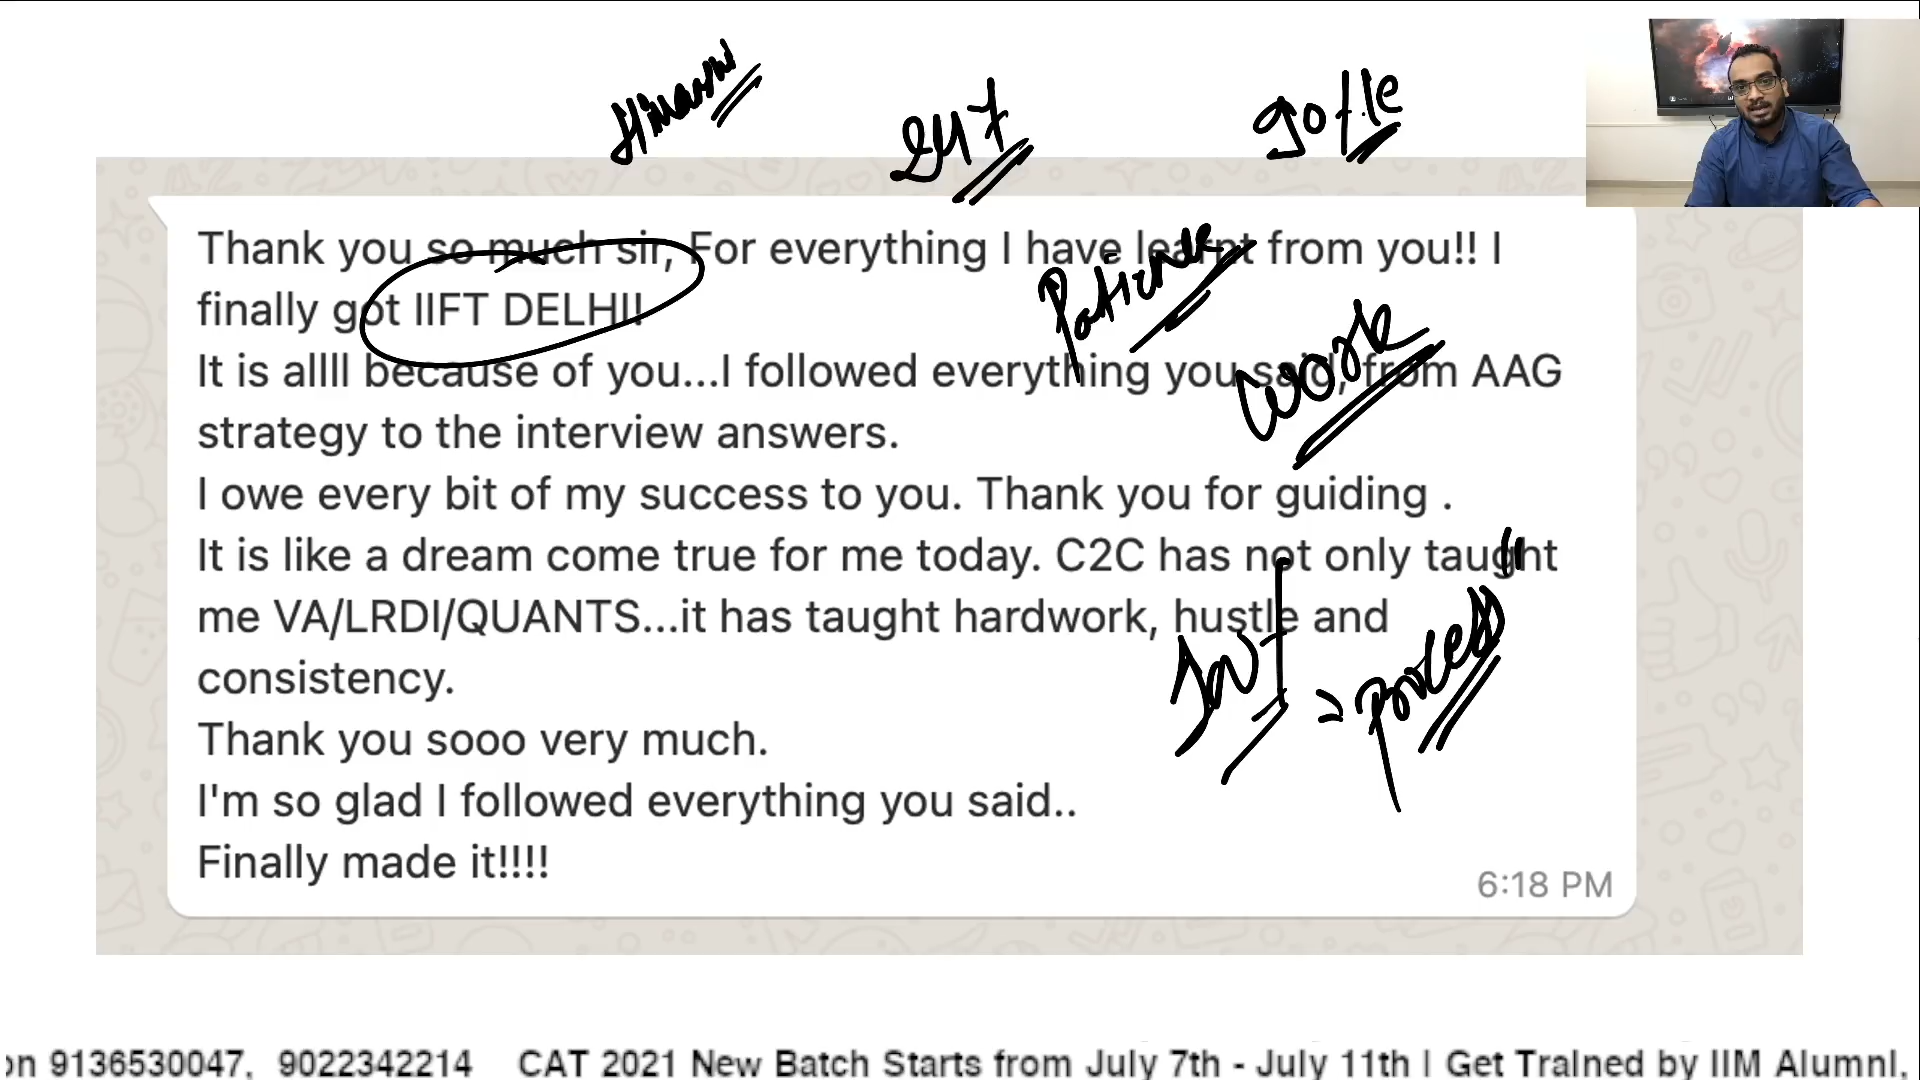 24x7
Thank you so much sir, For everything I have learnt from you!! I
finally got IIFT DELHI!
Patience
It is allll because of you...I followed everything you said, from AAG
Work
strategy to the interview answers.
I owe every bit of my success to you. Thank you for guiding .
It is like a dream come true for me today. C2C has not only taught
me VA/LRDI/QUANTS...it has taught hardwork, hustle and
consistency.
= Process"
Thank you sooo very much.
I'm so glad I followed everything you said..
Finally made it!!!!
6:18 PM
on 9136530047, 9022342214 CAT 2021 New Batch Starts from July 7th - July 11th | Get Tralned by IIM Alumnl,